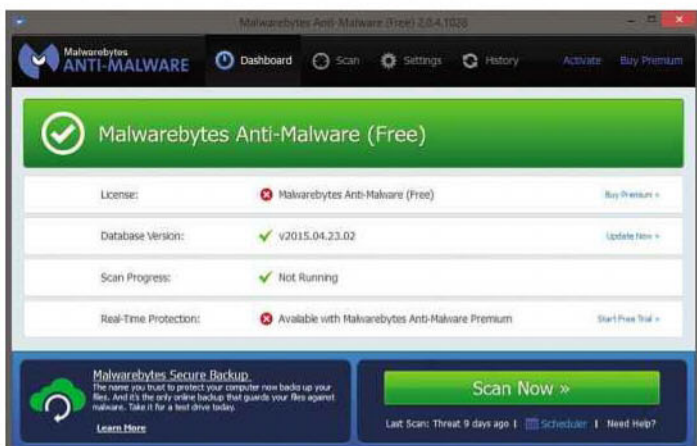 Malwarebytes Anti-Malware (Free) 2.0.4.1028
Malwarebytes
ANTI-MALWARE
Dashboard
Scan
Settings
History
Activate
Buy Premium
Malwarebytes Anti-Malware (Free)
License:
Malwarebytes Anti-Malware (Free)
Buy Premium »
Database Version:
v2015.04.23.02
Update Now »
Scan Progress:
Not Running
Real-Time Protection:
Available with Malwarebytes Anti-Malware Premium
Start Free Trial »
Malwarebytes Secure Backup
The name you trust to protect your computer now backs up your
files. And it's the only online backup that guards your files against
malware. Take it for a test drive today.
Learn More
Scan Now »
Last Scan: Threat 9 days ago | Scheduler | Need Help?